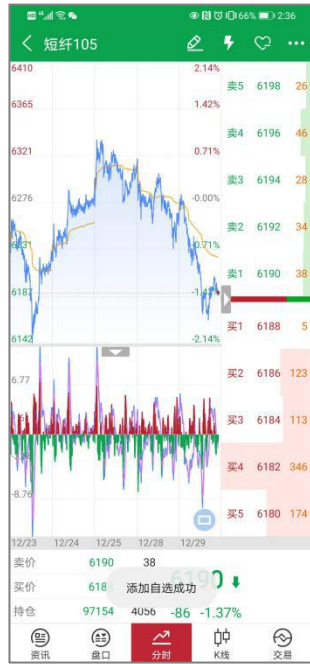 66% 2:36
短纤105
6410 2.14%
卖5 6198 26
6365 1.42%
卖4 6196 46
6321 0.71%
卖3 6194 28
6276 -0.00%
卖2 6192 34
6231 -0.71%
卖1 6190 38
买1 6188 5
6142 -2.14%
买2 6186 123
6.77
买3 6184 113
买4 6182 346
-8.76
买5 6180 174
12/23 12/24 12/25 12/28 12/29
卖价 6190 38
买价
添加自选成功
持仓 97154 4056 -86 -1.37%
资讯 盘口 分时 K线 交易